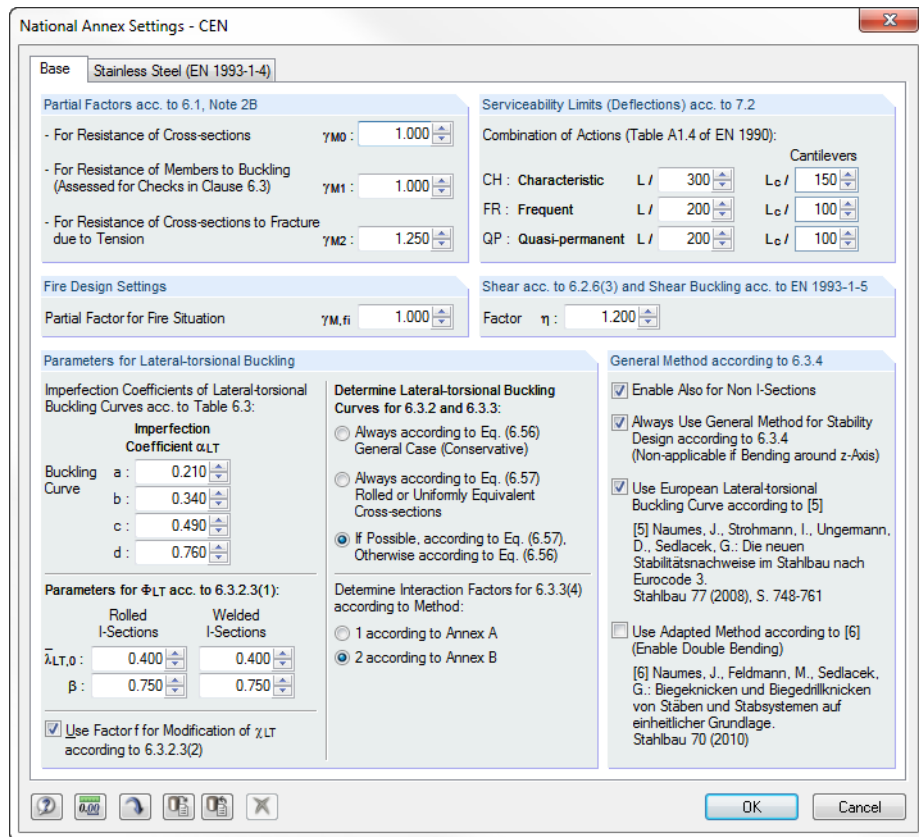 National Annex Settings - CEN
Base
Stainless Steel (EN 1993-1-4)
Partial Factors acc. to 6.1, Note 2B
- For Resistance of Cross-sections γM0 : 1.000
- For Resistance of Members to Buckling
(Assessed for Checks in Clause 6.3) γM1 : 1.000
- For Resistance of Cross-sections to Fracture
due to Tension γM2 : 1.250
Serviceability Limits (Deflections) acc. to 7.2
Combination of Actions (Table A1.4 of EN 1990):
Cantilevers
CH : Characteristic L / 300 Lc / 150
FR : Frequent L / 200 Lc / 100
QP : Quasi-permanent L / 200 Lc / 100
Fire Design Settings
Partial Factor for Fire Situation γM,fi : 1.000
Shear acc. to 6.2.6(3) and Shear Buckling acc. to EN 1993-1-5
Factor η : 1.200
Parameters for Lateral-torsional Buckling
Imperfection Coefficients of Lateral-torsional
Buckling Curves acc. to Table 6.3:
Imperfection
Coefficient αLT
Buckling
Curve
a : 0.210
b : 0.340
c : 0.490
d : 0.760
Parameters for ΦLT acc. to 6.3.2.3(1):
Rolled
I-Sections
Welded
I-Sections
λ̅LT,0 : 0.400 0.400
β : 0.750 0.750
Use Factor f for Modification of χLT
according to 6.3.2.3(2)
Determine Lateral-torsional Buckling
Curves for 6.3.2 and 6.3.3:
Always according to Eq. (6.56)
General Case (Conservative)
Always according to Eq. (6.57)
Rolled or Uniformly Equivalent
Cross-sections
If Possible, according to Eq. (6.57),
Otherwise according to Eq. (6.56)
Determine Interaction Factors for 6.3.3(4)
according to Method:
1 according to Annex A
2 according to Annex B
General Method according to 6.3.4
Enable Also for Non I-Sections
Always Use General Method for Stability
Design according to 6.3.4
(Non-applicable if Bending around z-Axis)
Use European Lateral-torsional
Buckling Curve according to [5]
[5] Naumes, J., Strohmann, I., Ungermann,
D., Sedlacek, G.: Die neuen
Stabilitätsnachweise im Stahlbau nach
Eurocode 3.
Stahlbau 77 (2008), S. 748-761
Use Adapted Method according to [6]
(Enable Double Bending)
[6] Naumes, J., Feldmann, M., Sedlacek,
G.: Biegeknicken und Biegedrillknicken
von Stäben und Stabsystemen auf
einheitlicher Grundlage.
Stahlbau 70 (2010)
0.00
OK
Cancel